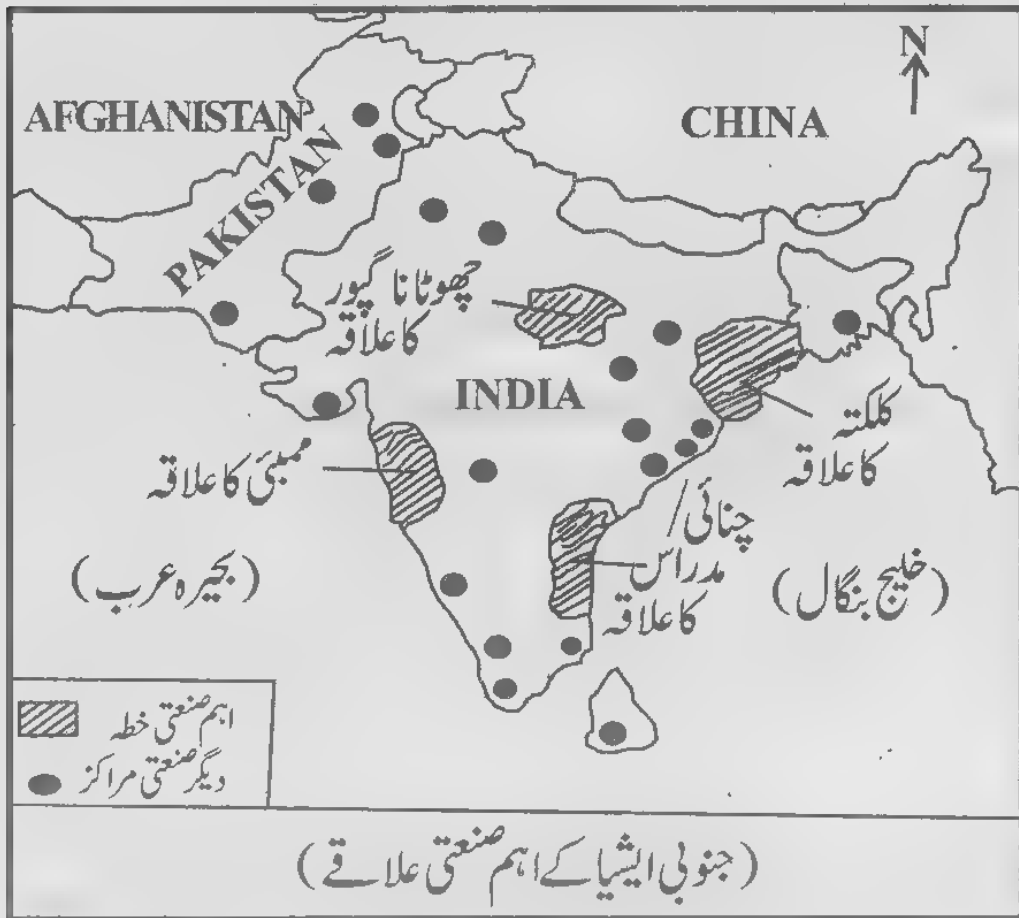 N
AFGHANISTAN
CHINA
PAKISTAN
چھوٹا ناگپور
کا علاقہ
INDIA
کلکتہ
کا علاقہ
ممبئی کا علاقہ
چنائی/
مدراس
کا علاقہ
(بحیرہ عرب)
(خلیج بنگال)
اہم صنعتی خطہ
دیگر صنعتی مراکز
(جنوبی ایشیا کے اہم صنعتی علاقے)